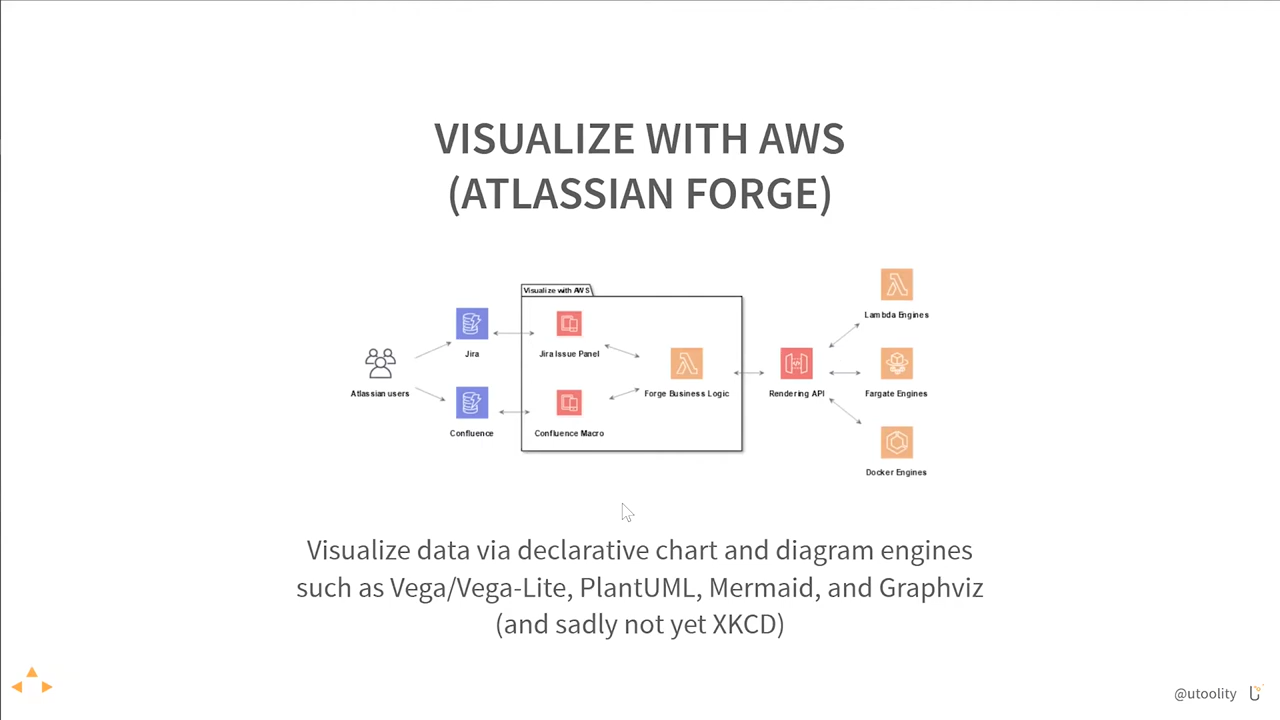 VISUALIZE WITH AWS
(ATLASSIAN FORGE)
Visualize with AWS
Lambda Engines
Jira
Jira Issue Panel
Atlassian users
Forge Business Logic
Rendering API
Fargate Engines
Confluence
Confluence Macro
Docker Engines
Visualize data via declarative chart and diagram engines
such as Vega/Vega-Lite, PlantUML, Mermaid, and Graphviz
(and sadly not yet XKCD)
@utoolity